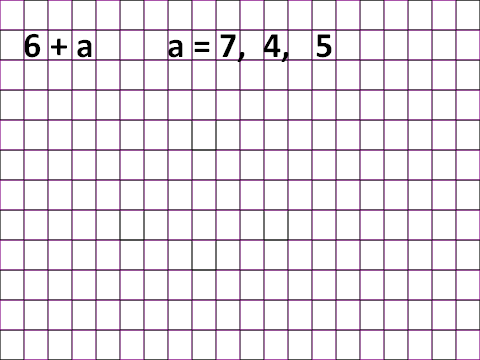 6 + a a = 7, 4, 5